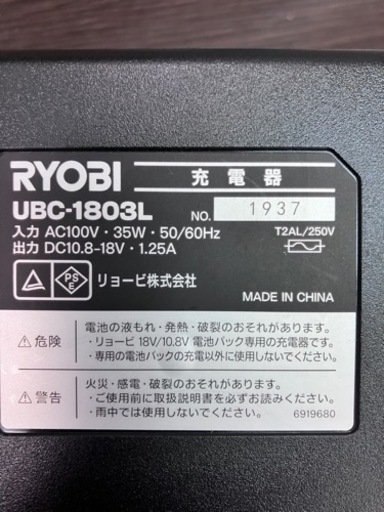 RYOBI 充電器
UBC-1803L NO. 1937
入力 AC100V・35W・50/60Hz T2AL/250V
出力 DC10.8-18V・1.25A
PSE リョービ株式会社
MADE IN CHINA
⚠危険
電池の液もれ・発熱・破裂のおそれがあります。
・リョービ 18V/10.8V 電池パック専用の充電器です。
・専用の電池パックの充電以外に使用しないでください。
⚠警告
火災・感電・破裂のおそれがあります。
・ご使用前に取扱説明書を必ずお読みください。
・雨中では使用しないでください。
6919680